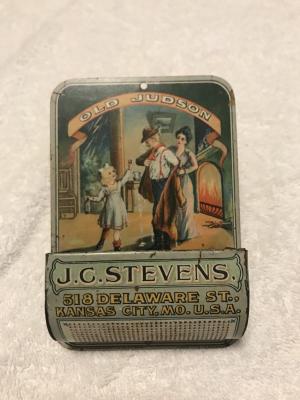 OLD JUDSON
J.C. STEVENS.
518 DELAWARE ST.,
KANSAS CITY, MO. U.S.A.